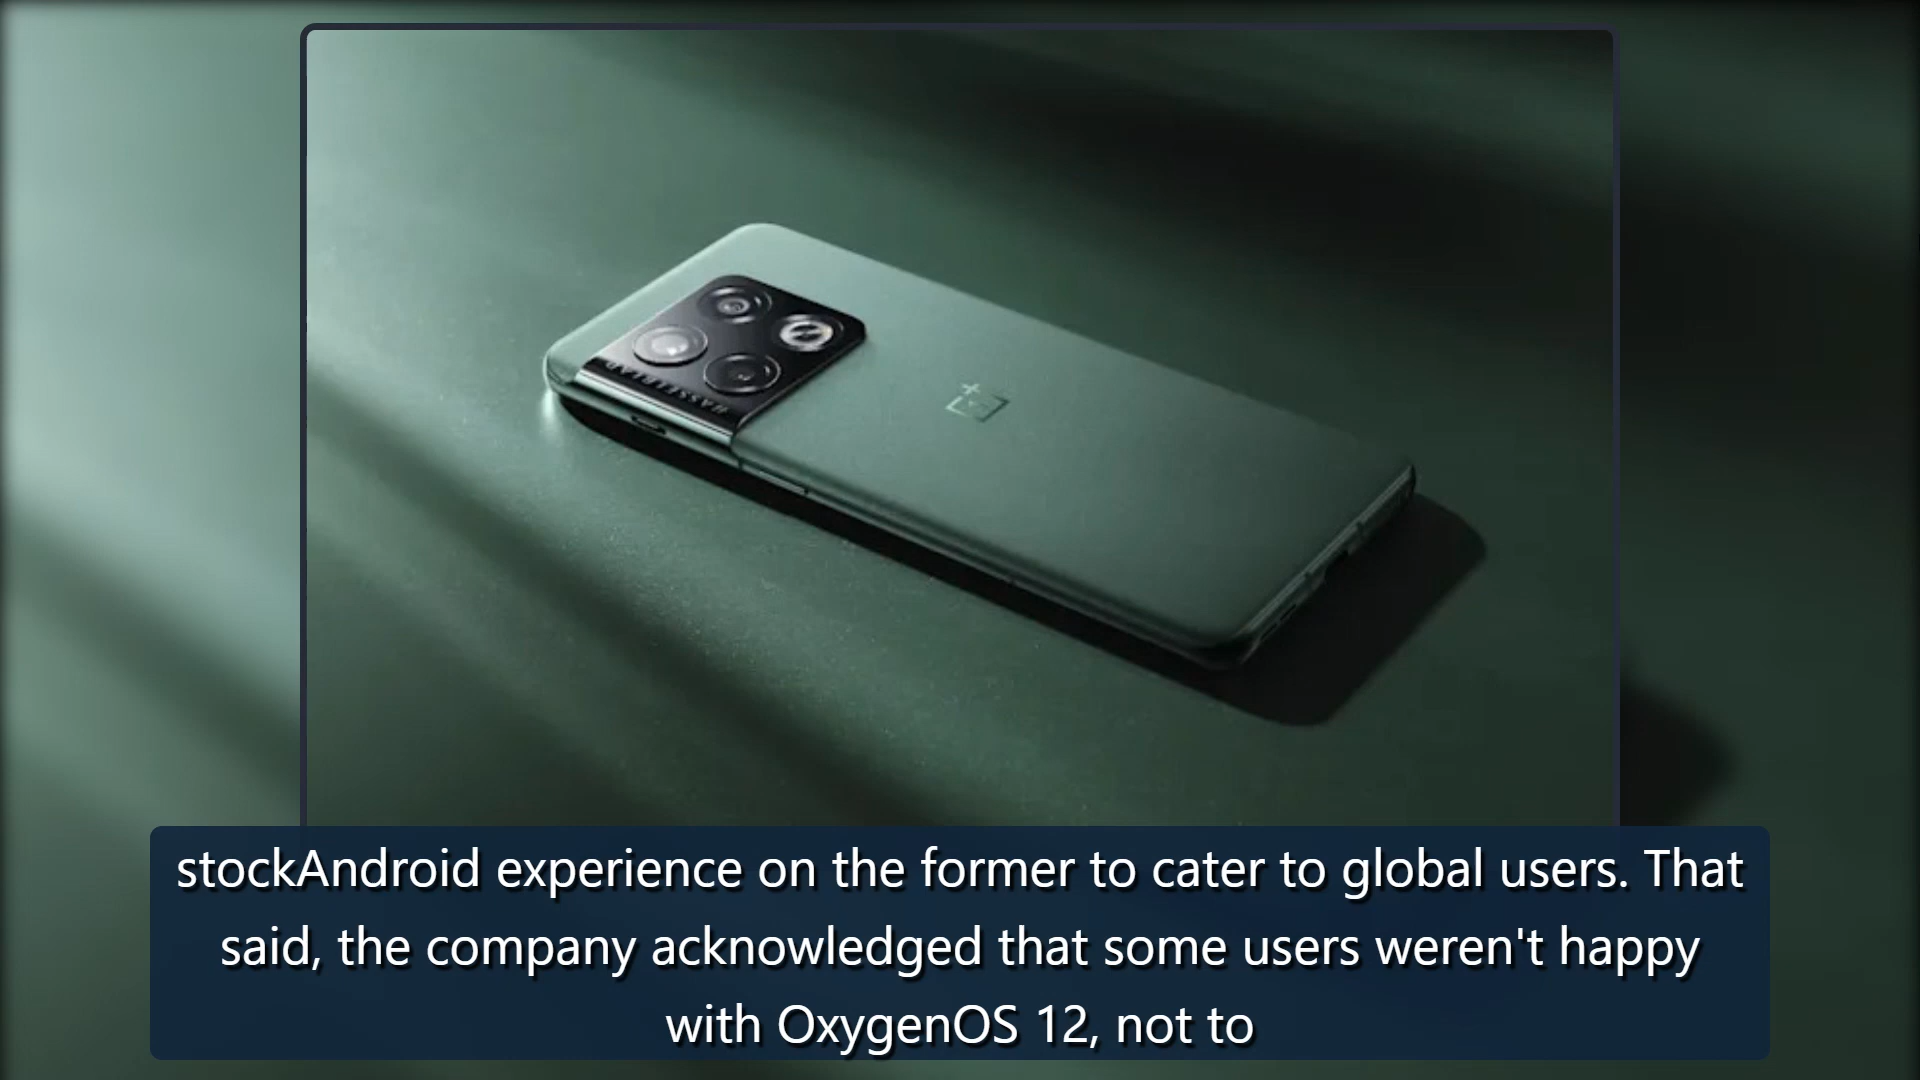 HASSELBLAD
stockAndroid experience on the former to cater to global users. That
said, the company acknowledged that some users weren't happy
with OxygenOS 12, not to